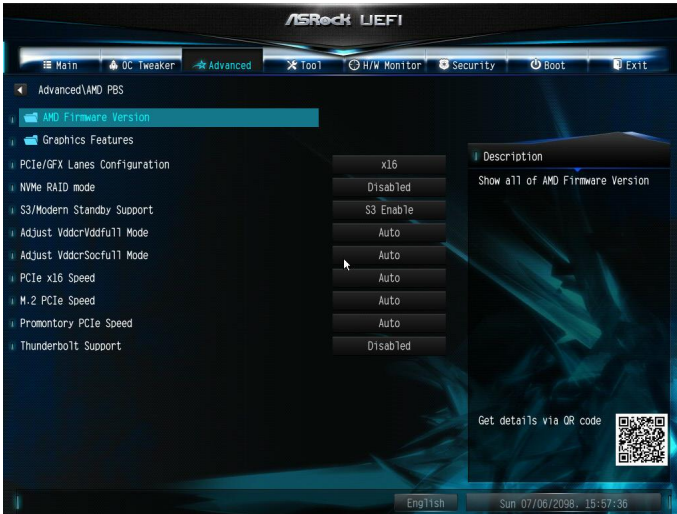 ASRock UEFI
Main
OC Tweaker
Advanced
Tool
H/W Monitor
Security
Boot
Exit
Advanced\AMD PBS
AMD Firmware Version
Graphics Features
PCIe/GFX Lanes Configuration x16
NVMe RAID mode Disabled
S3/Modern Standby Support S3 Enable
Adjust VddcrVddfull Mode Auto
Adjust VddcrSocfull Mode Auto
PCIe x16 Speed Auto
M.2 PCIe Speed Auto
Promontory PCIe Speed Auto
Thunderbolt Support Disabled
Description
Show all of AMD Firmware Version
Get details via QR code
English
Sun 07/06/2098. 15:57:36